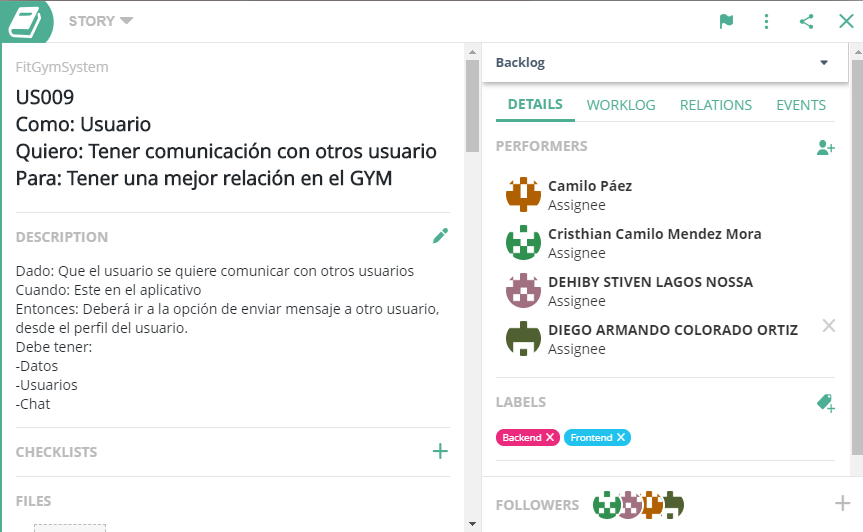 STORY
FitGymSystem
US009
Como: Usuario
Quiero: Tener comunicación con otros usuario
Para: Tener una mejor relación en el GYM
DESCRIPTION
Dado: Que el usuario se quiere comunicar con otros usuarios
Cuando: Este en el aplicativo
Entonces: Deberá ir a la opción de enviar mensaje a otro usuario,
desde el perfil del usuario.
Debe tener:
-Datos
-Usuarios
-Chat
CHECKLISTS
FILES
Backlog
DETAILS WORKLOG RELATIONS EVENTS
PERFORMERS
Camilo Páez
Assignee
Cristhian Camilo Mendez Mora
Assignee
DEHIBY STIVEN LAGOS NOSSA
Assignee
DIEGO ARMANDO COLORADO ORTIZ
Assignee
LABELS
Backend Frontend
FOLLOWERS